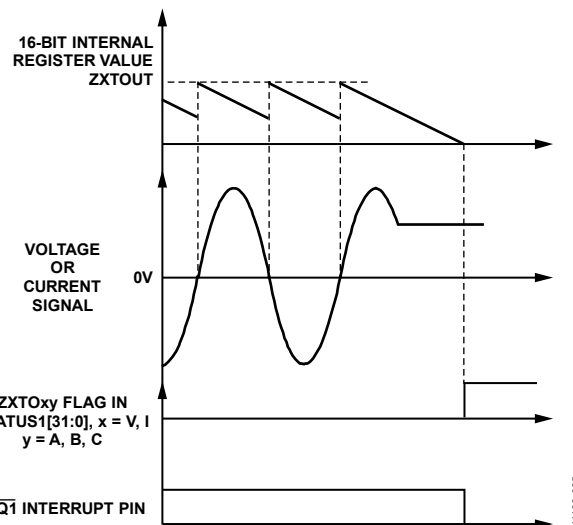 16-BIT INTERNAL
REGISTER VALUE
ZXTOUT
VOLTAGE
OR
CURRENT
SIGNAL
0V
ZXTOxy FLAG IN
ATUS1[31:0], x = V, I
y = A, B, C
Q1 INTERRUPT PIN